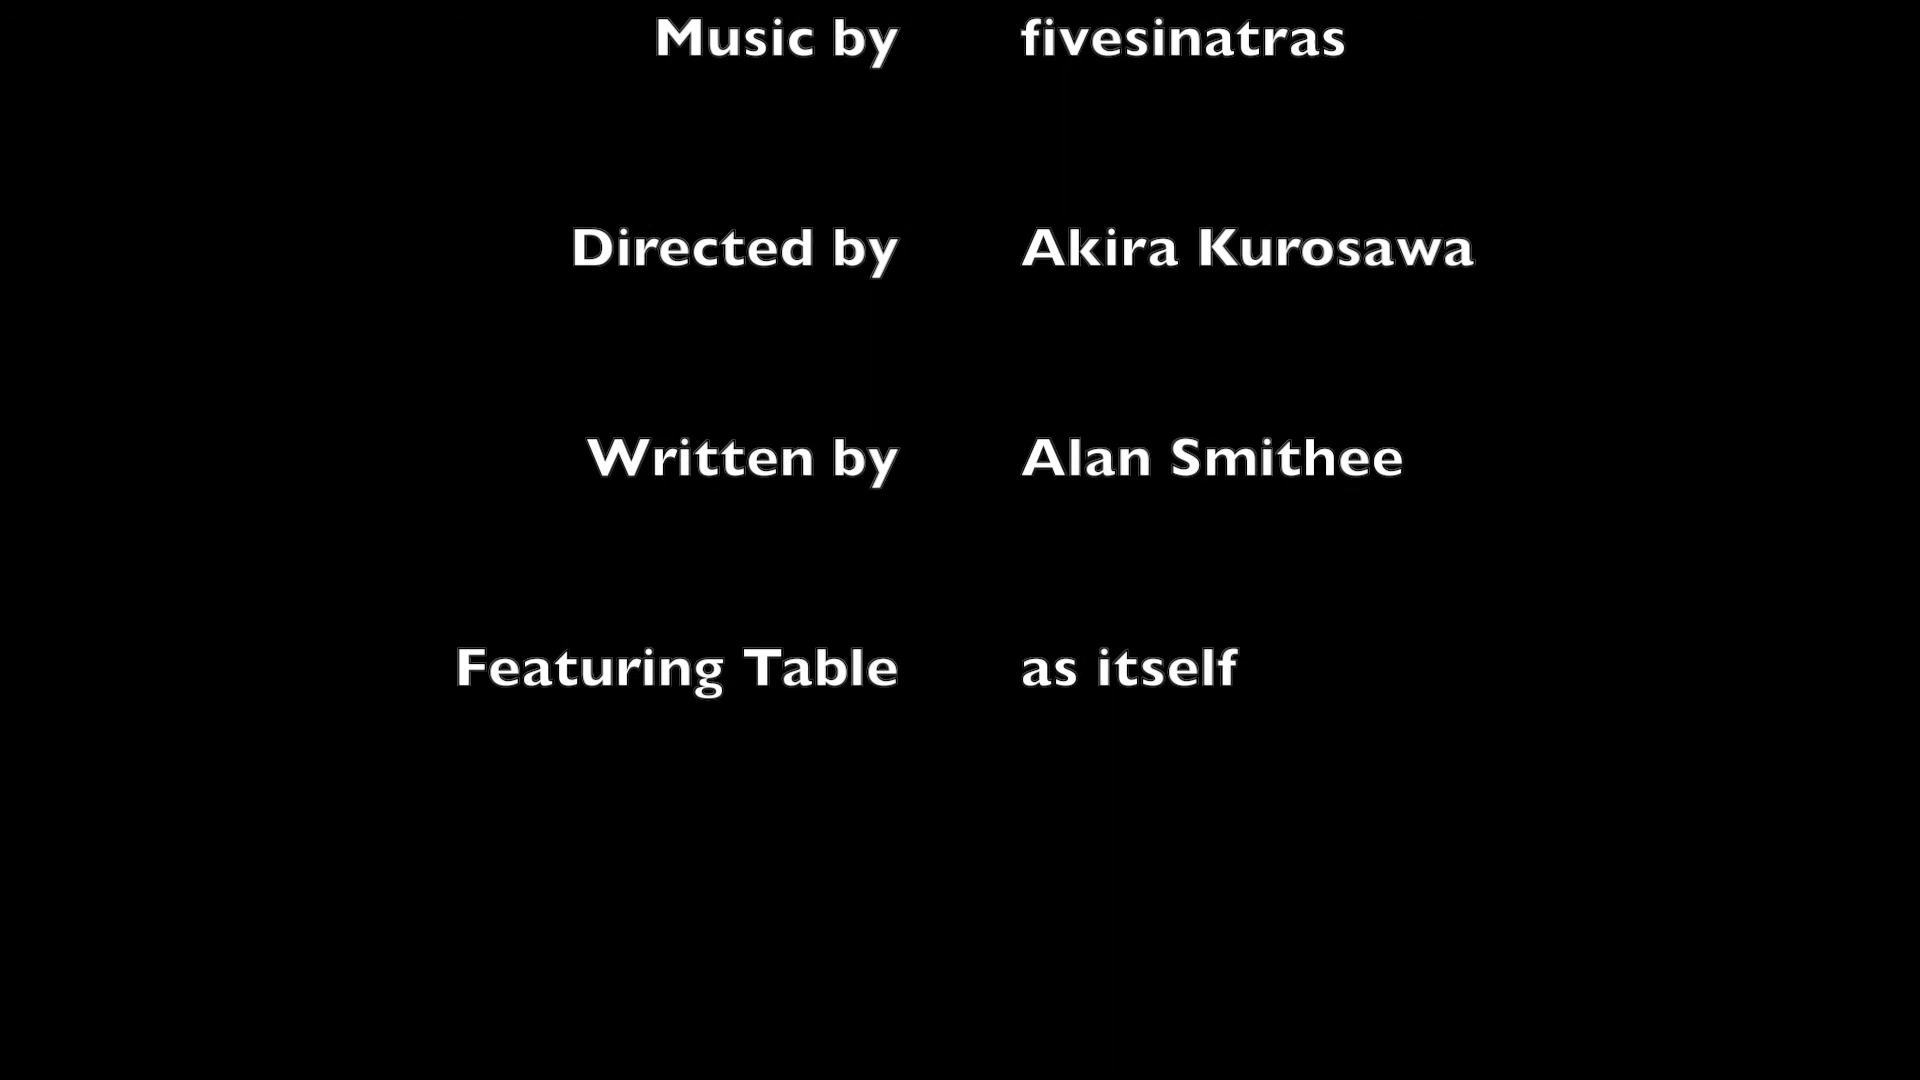 Music by fivesinatras
Directed by Akira Kurosawa
Written by Alan Smithee
Featuring Table as itself